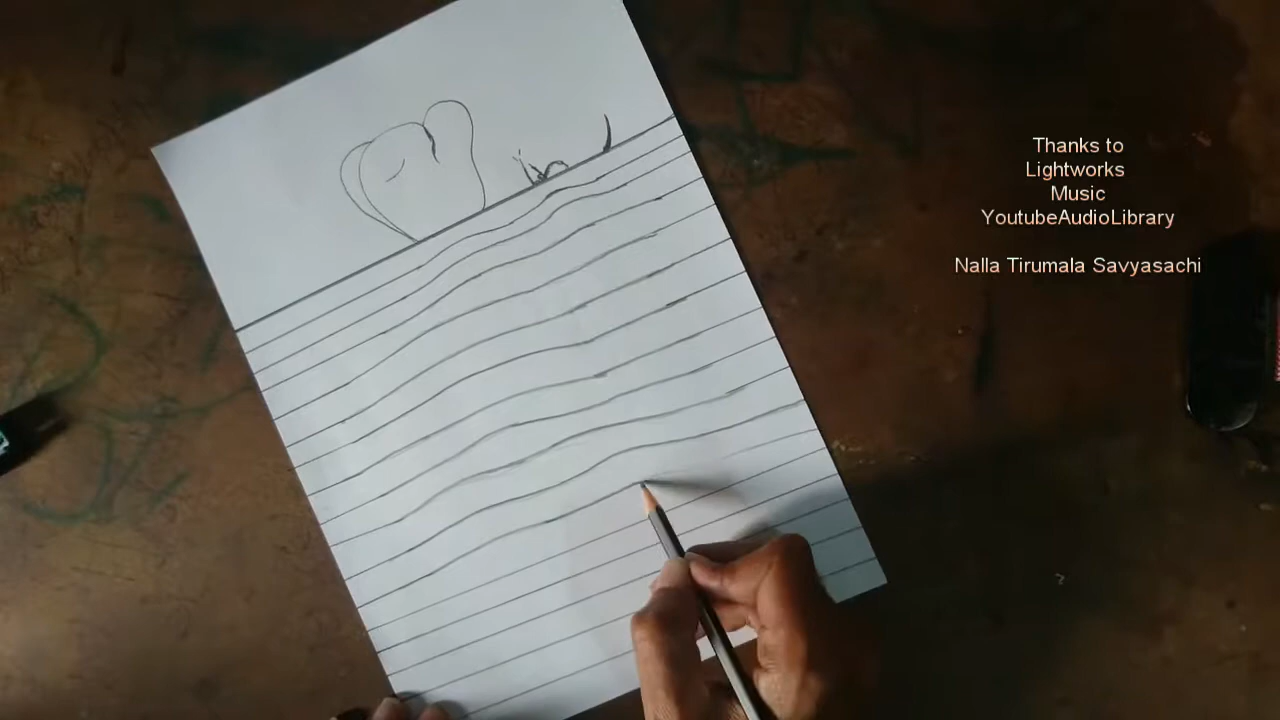 Thanks to
Lightworks
Music
YoutubeAudioLibrary
Nalla Tirumala Savyasachi